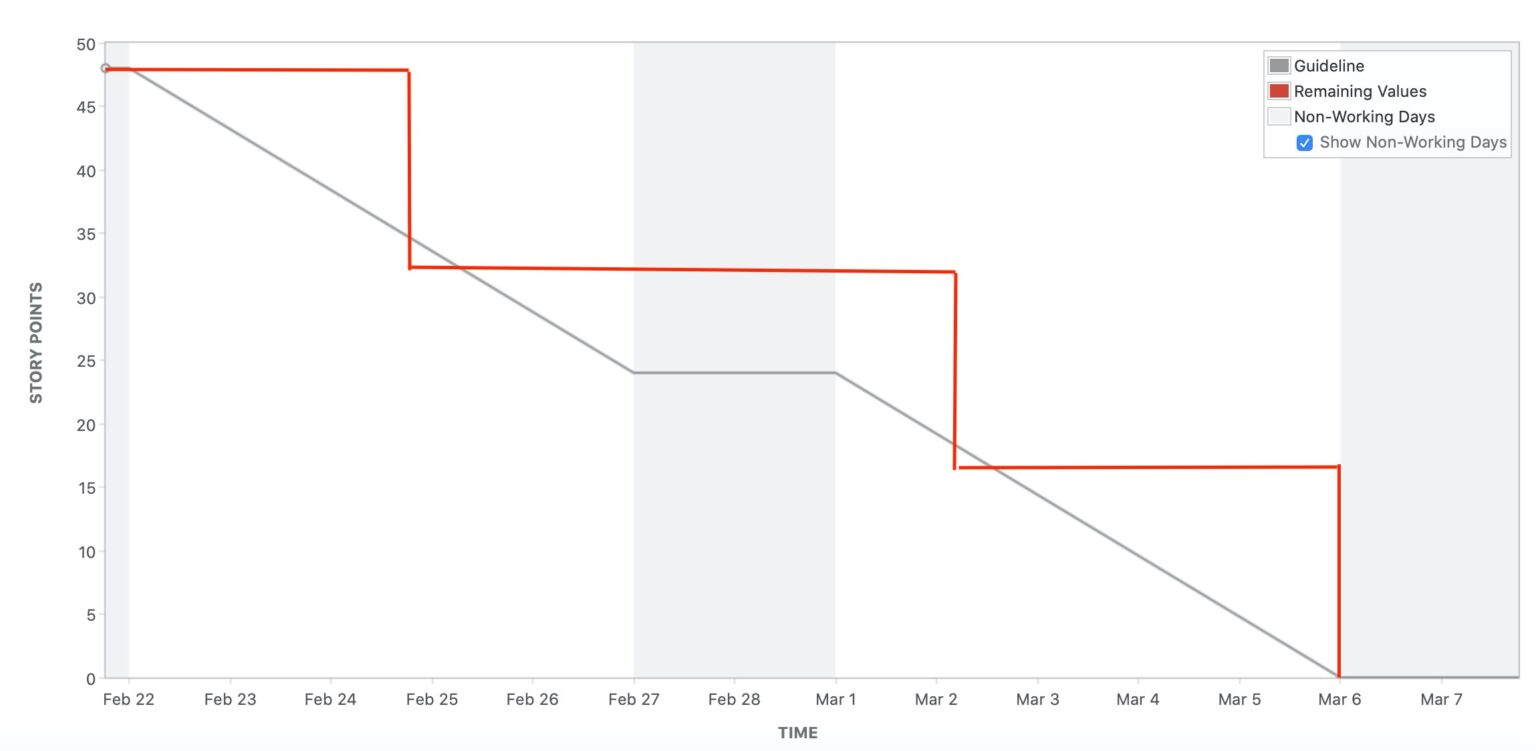 50
45
40
35
30
25
20
15
10
5
0
STORY POINTS
Guideline
Remaining Values
Non-Working Days
Show Non-Working Days
Feb 22 Feb 23 Feb 24 Feb 25 Feb 26 Feb 27 Feb 28 Mar 1 Mar 2 Mar 3 Mar 4 Mar 5 Mar 6 Mar 7
TIME